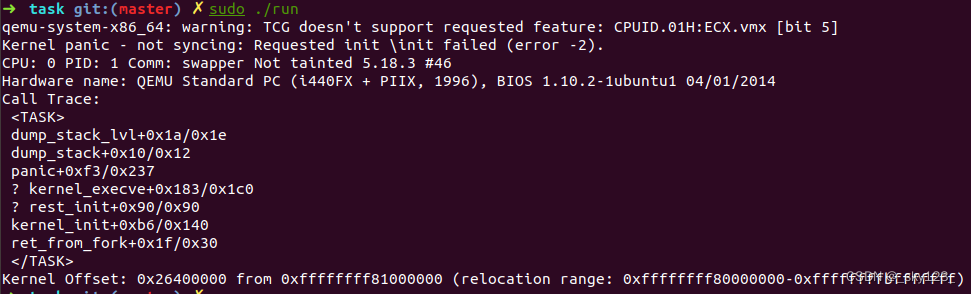 ➜ task git:(master) ✗ sudo ./run
qemu-system-x86_64: warning: TCG doesn't support requested feature: CPUID.01H:ECX.vmx [bit 5]
Kernel panic - not syncing: Requested init \init failed (error -2).
CPU: 0 PID: 1 Comm: swapper Not tainted 5.18.3 #46
Hardware name: QEMU Standard PC (i440FX + PIIX, 1996), BIOS 1.10.2-1ubuntu1 04/01/2014
Call Trace:
<TASK>
dump_stack_lvl+0x1a/0x1e
dump_stack+0x10/0x12
panic+0xf3/0x237
? kernel_execve+0x183/0x1c0
? rest_init+0x90/0x90
kernel_init+0xb6/0x140
ret_from_fork+0x1f/0x30
</TASK>
Kernel Offset: 0x26400000 from 0xffffffff81000000 (relocation range: 0xffffffff80000000-0xffffffffbfffffff)
➜ task git:(master) ✗